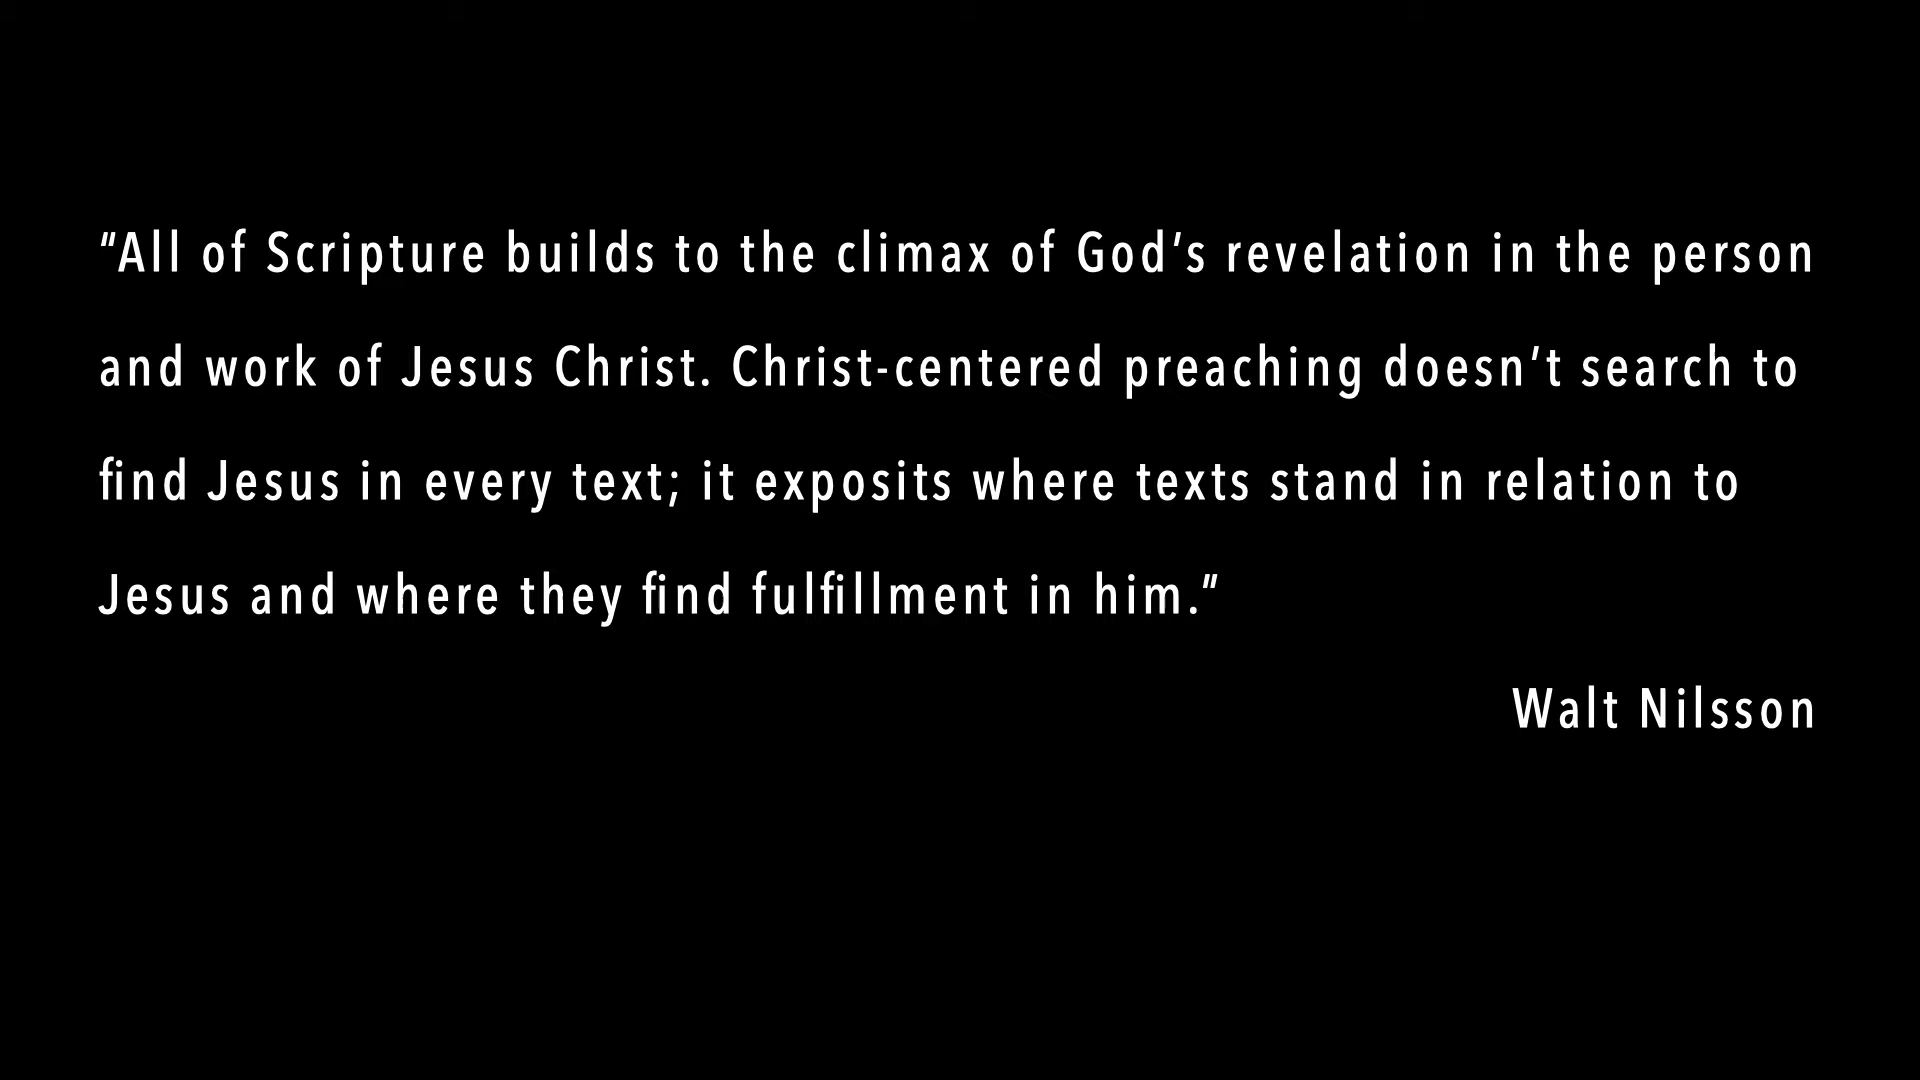 “All of Scripture builds to the climax of God’s revelation in the person
and work of Jesus Christ. Christ-centered preaching doesn’t search to
find Jesus in every text; it exposits where texts stand in relation to
Jesus and where they find fulfillment in him.”
Walt Nilsson